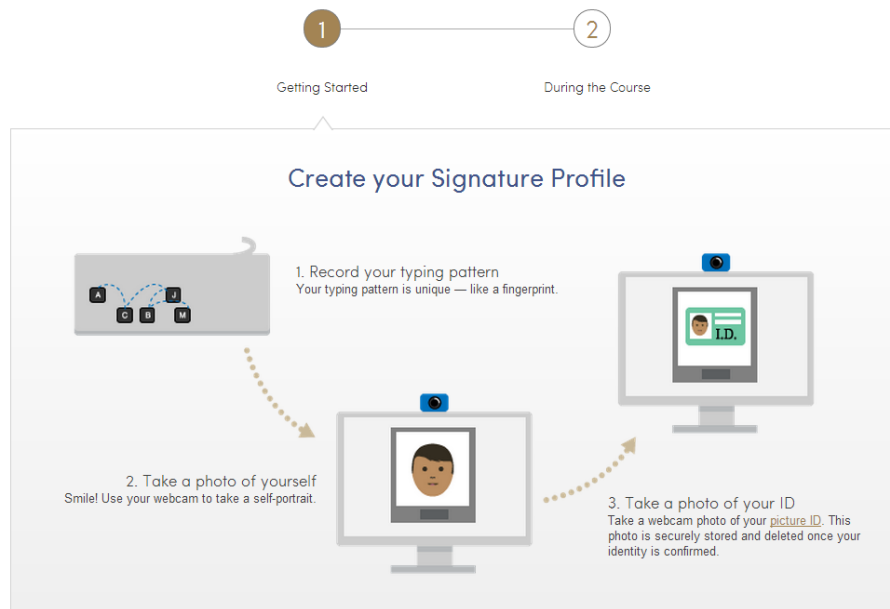 1
2
Getting Started
During the Course
Create your Signature Profile
1. Record your typing pattern
Your typing pattern is unique — like a fingerprint.
A
J
C
B
M
I.D.
2. Take a photo of yourself
Smile! Use your webcam to take a self-portrait.
3. Take a photo of your ID
Take a webcam photo of your picture ID. This
photo is securely stored and deleted once your
identity is confirmed.